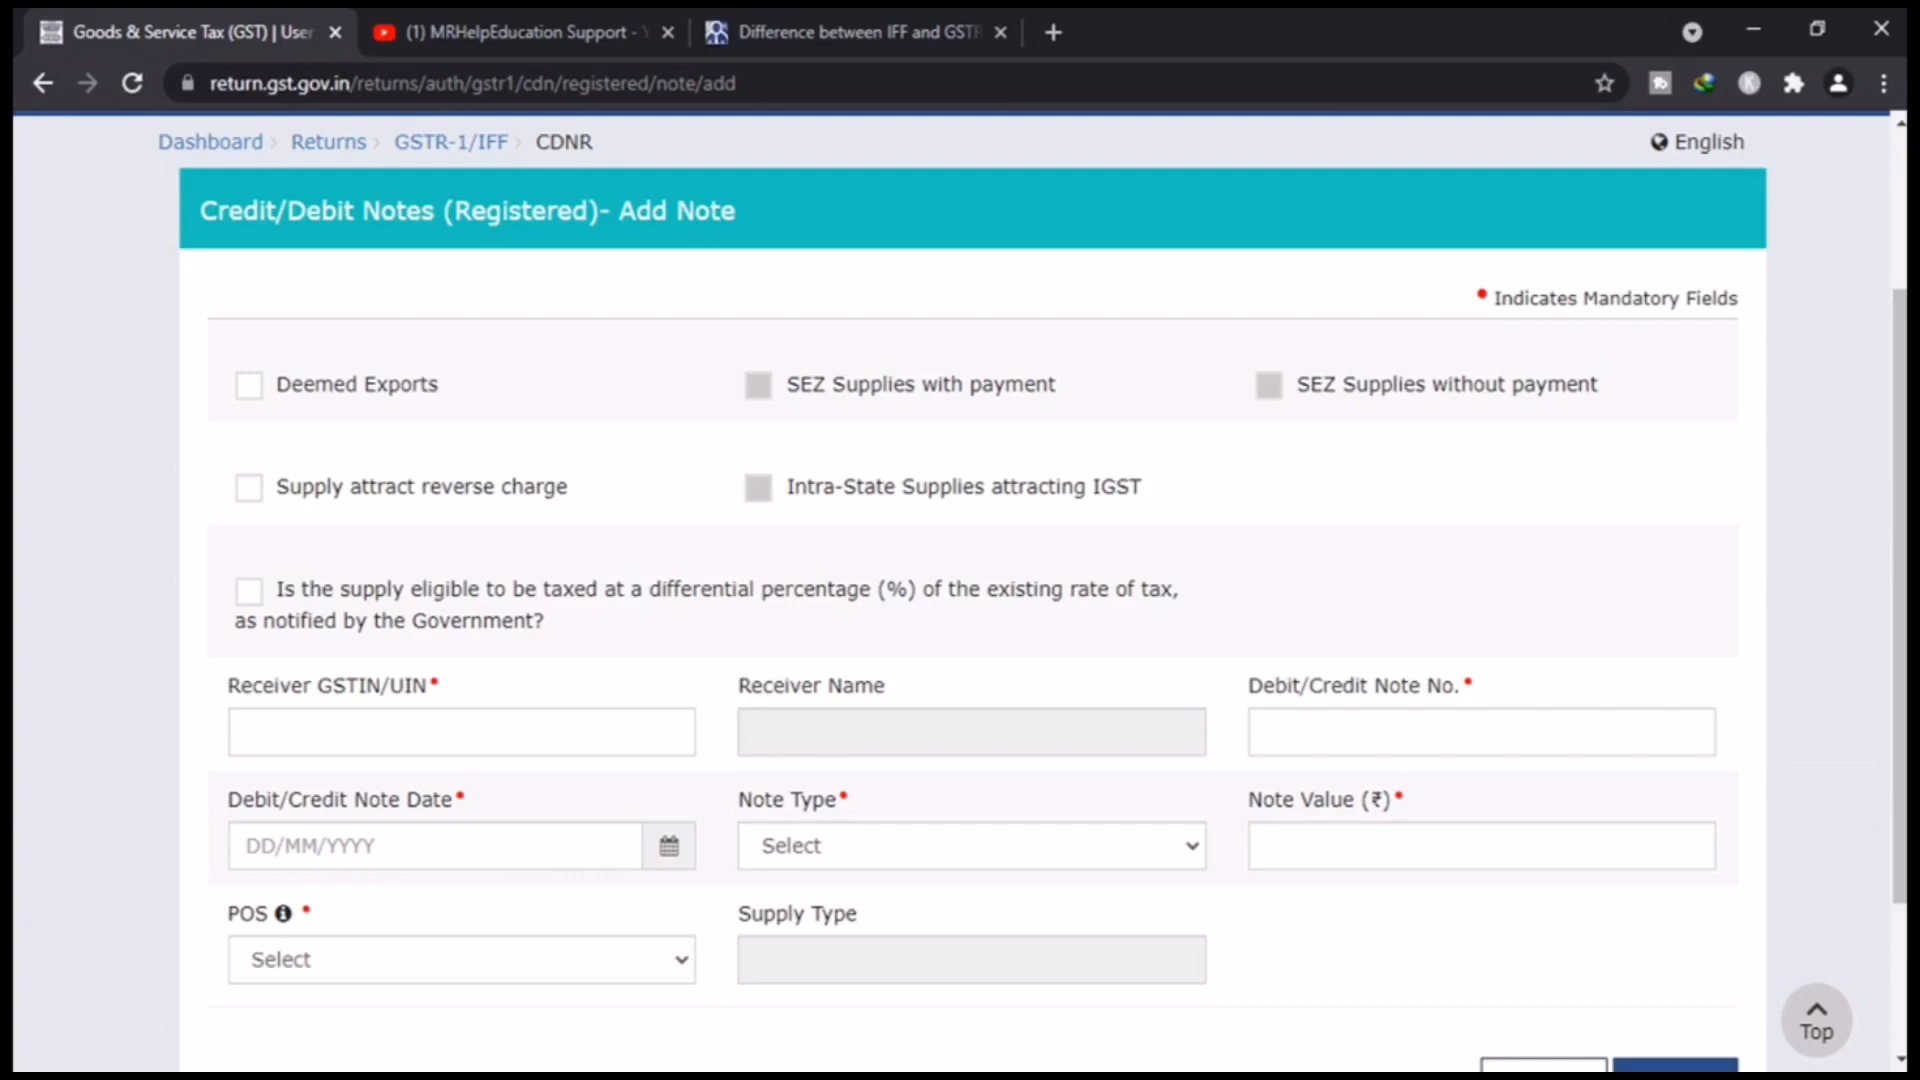 Goods & Service Tax (GST) | User
(1) MRHelpEducation Support -
Difference between IFF and GSTR
return.gst.gov.in/returns/auth/gstr1/cdn/registered/note/add
Dashboard Returns GSTR-1/IFF CDNR
English
Credit/Debit Notes (Registered)- Add Note
• Indicates Mandatory Fields
Deemed Exports
SEZ Supplies with payment
SEZ Supplies without payment
Supply attract reverse charge
Intra-State Supplies attracting IGST
Is the supply eligible to be taxed at a differential percentage (%) of the existing rate of tax,
as notified by the Government?
Receiver GSTIN/UIN•
Receiver Name
Debit/Credit Note No.•
Debit/Credit Note Date•
Note Type•
Note Value (₹)•
DD/MM/YYYY
Select
POS •
Supply Type
Select
Top